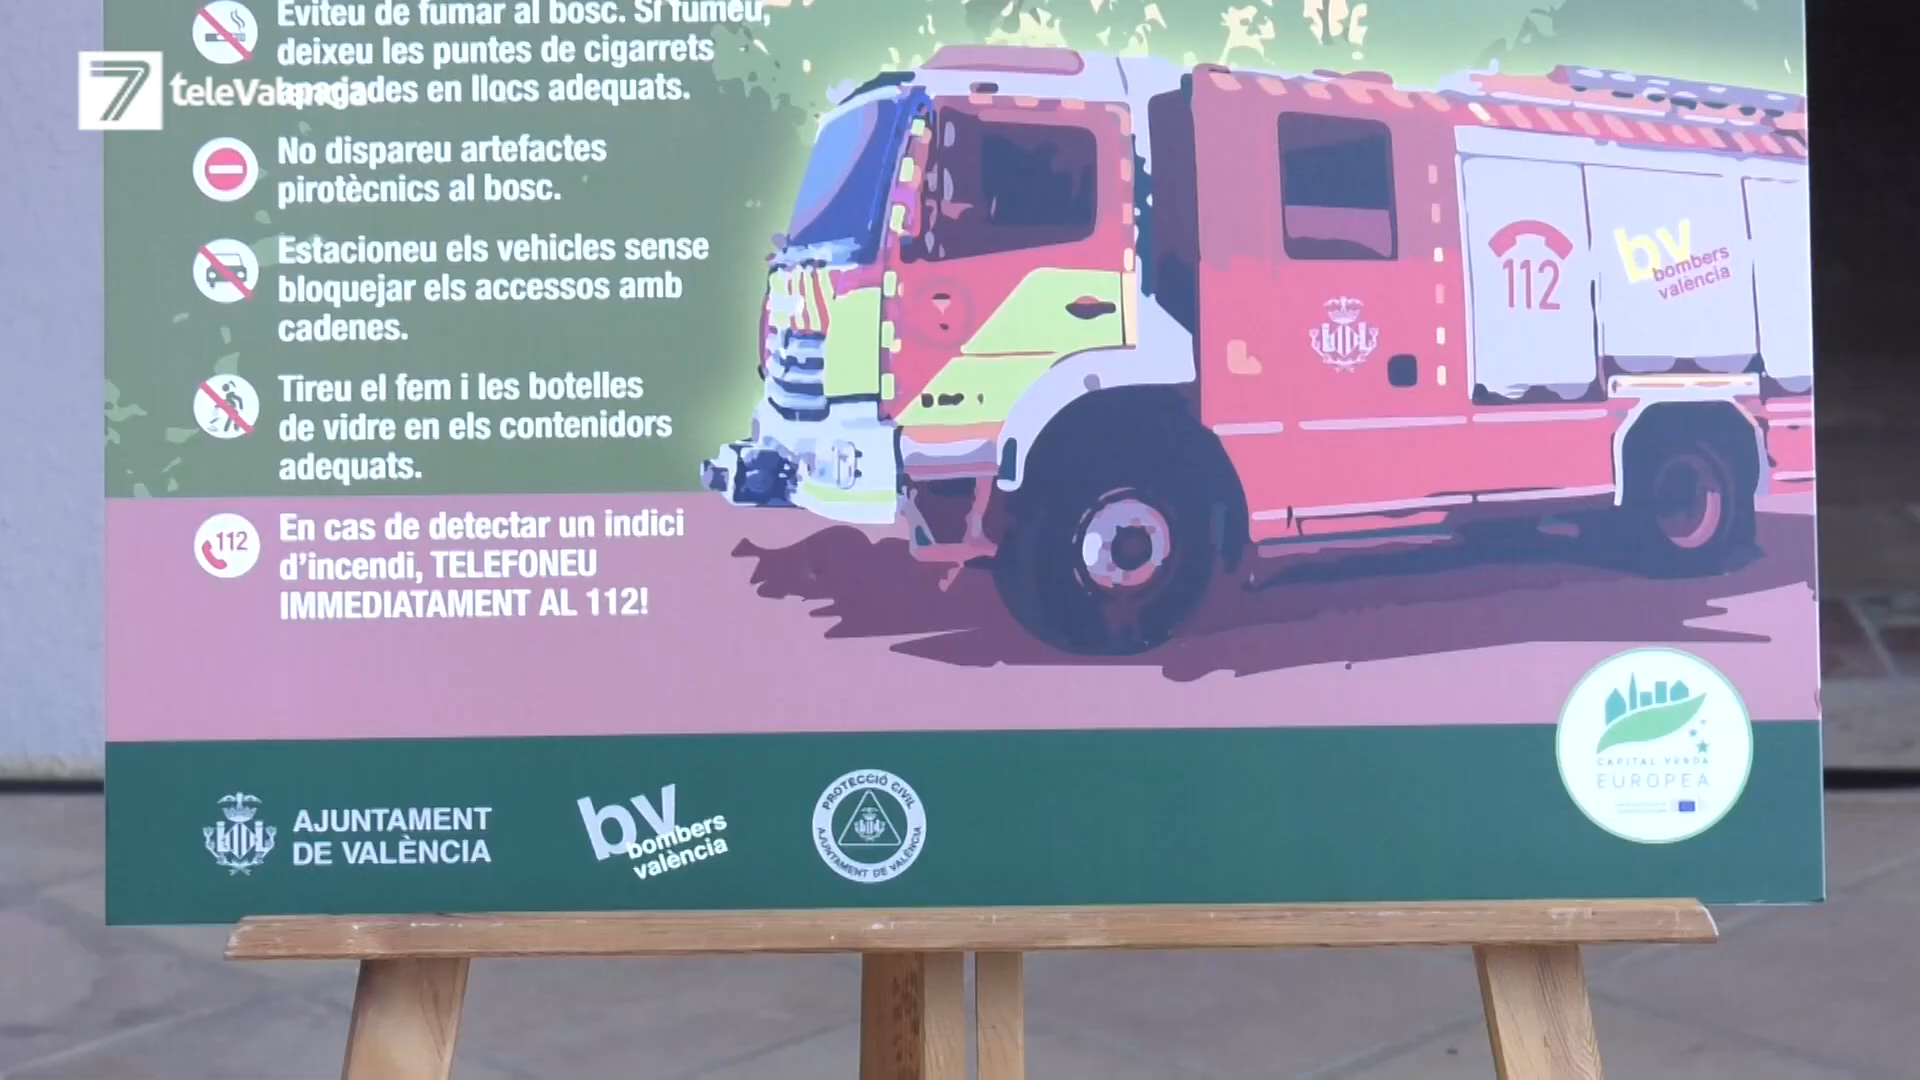 Eviteu de fumar al bosc. Si fumeu,
deixeu les puntes de cigarrets
apagades en llocs adequats.
7 teleValencia
No dispareu artefactes
pirotècnics al bosc.
Estacioneu els vehicles sense
bloquejar els accessos amb
cadenes.
Tireu el fem i les botelles
de vidre en els contenidors
adequats.
112
En cas de detectar un indici
d'incendi, TELEFONEU
IMMEDIATAMENT AL 112!
112
bv
bombers
valència
AJUNTAMENT
DE VALÈNCIA
bv
bombers
valència
PROTECCIÓ CIVIL
AJUNTAMENT DE VALÈNCIA
CAPITAL VERDA
EUROPEA